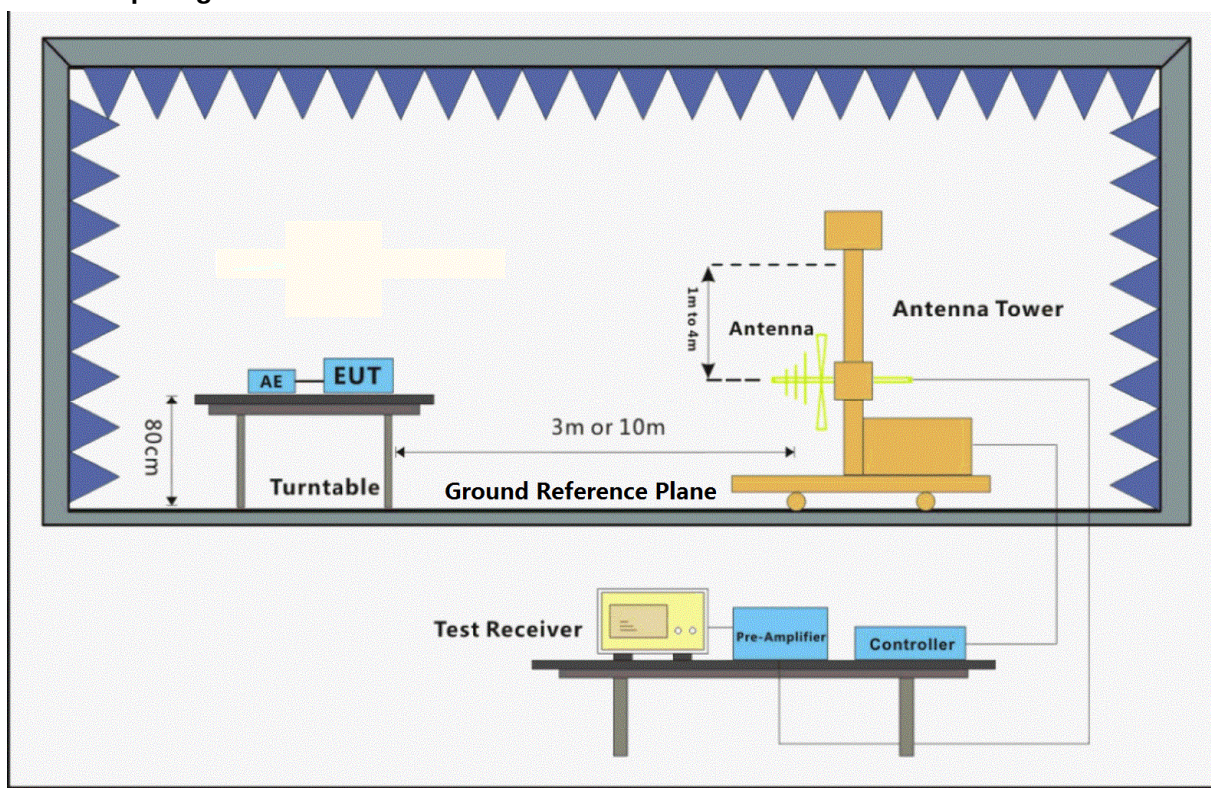 1m to 4m
Antenna
Antenna Tower
AE
EUT
80cm
3m or 10m
Turntable
Ground Reference Plane
Test Receiver
Pre-Amplifier
Controller